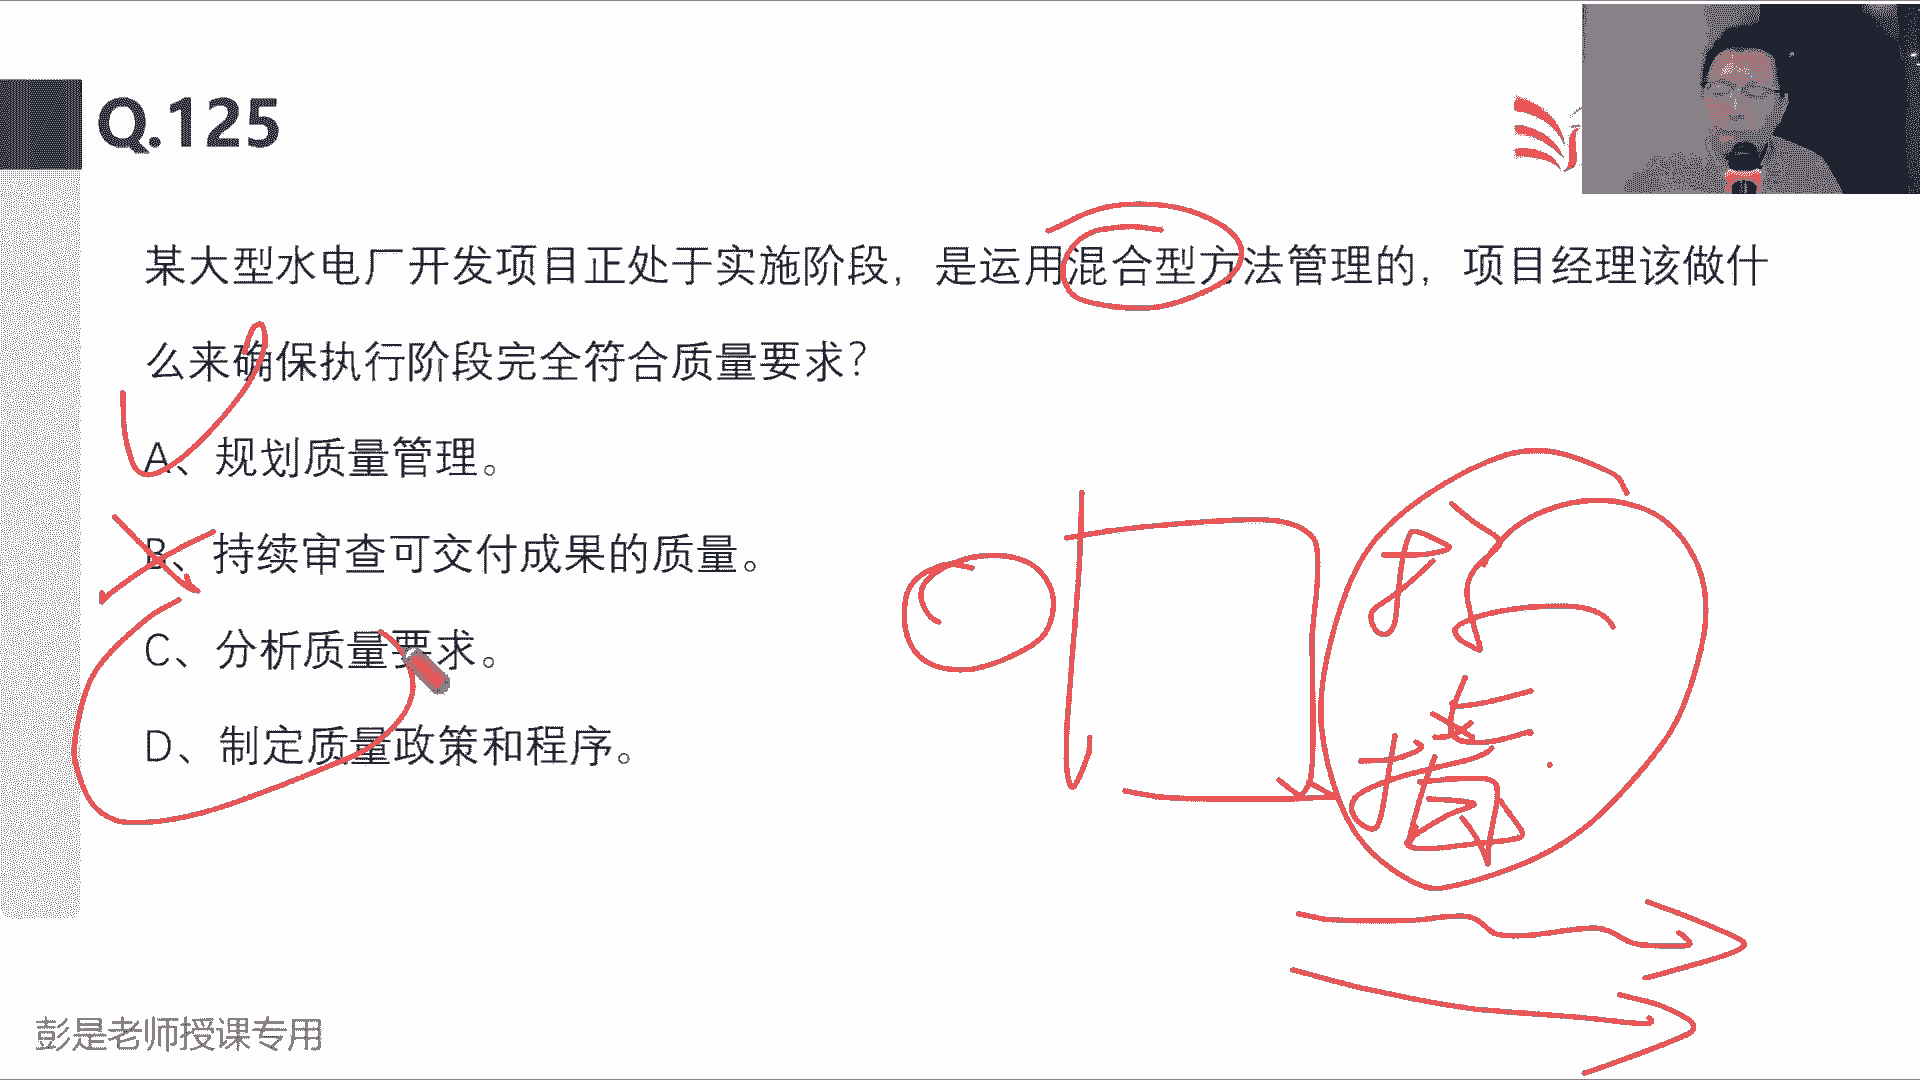 Q.125
某大型水电厂开发项目正处于实施阶段，是运用混合型方法管理的，项目经理该做什
么来确保执行阶段完全符合质量要求？
A、规划质量管理。
B、持续审查可交付成果的质量。
C、分析质量要求。
D、制定质量政策和程序。
彭是老师授课专用